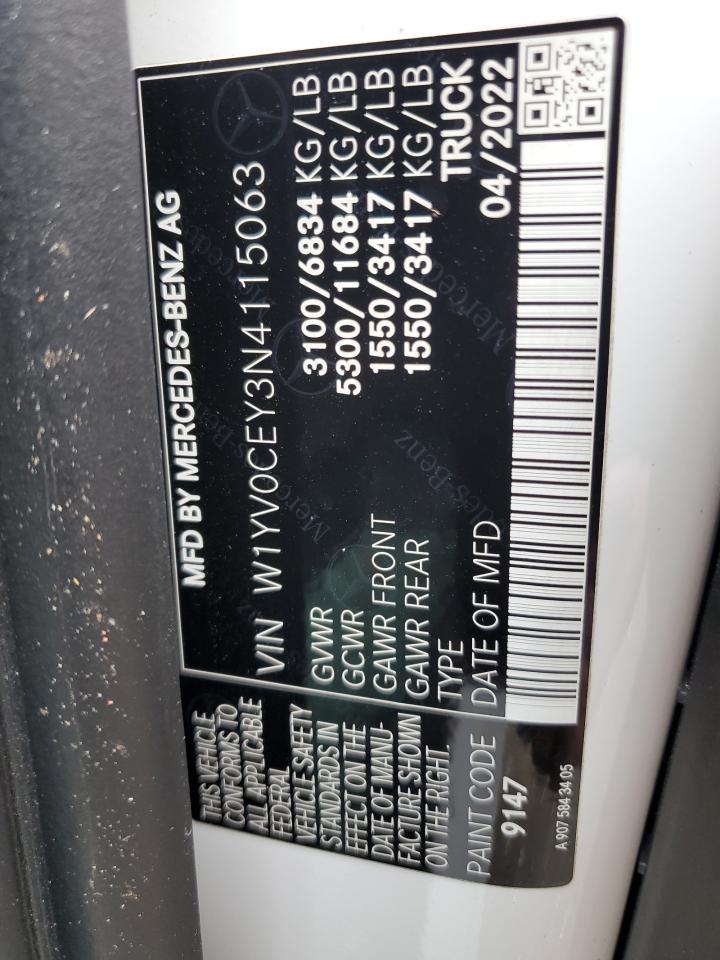 MFD BY MERCEDES-BENZ AG
VIN W1YV0CEY3N4115063
GVWR 3100/6834 KG/LB
GCWR 5300/11684 KG/LB
GAWR FRONT 1550/3417 KG/LB
GAWR REAR 1550/3417 KG/LB
TYPE TRUCK
DATE OF MFD 04/2022
THIS VEHICLE
CONFORMS TO
ALL APPLICABLE
FEDERAL
VEHICLE SAFETY
STANDARDS IN
EFFECT ON THE
DATE OF MANU-
FACTURE SHOWN
ON THE RIGHT.
PAINT CODE
9147
A 907 584 34 05